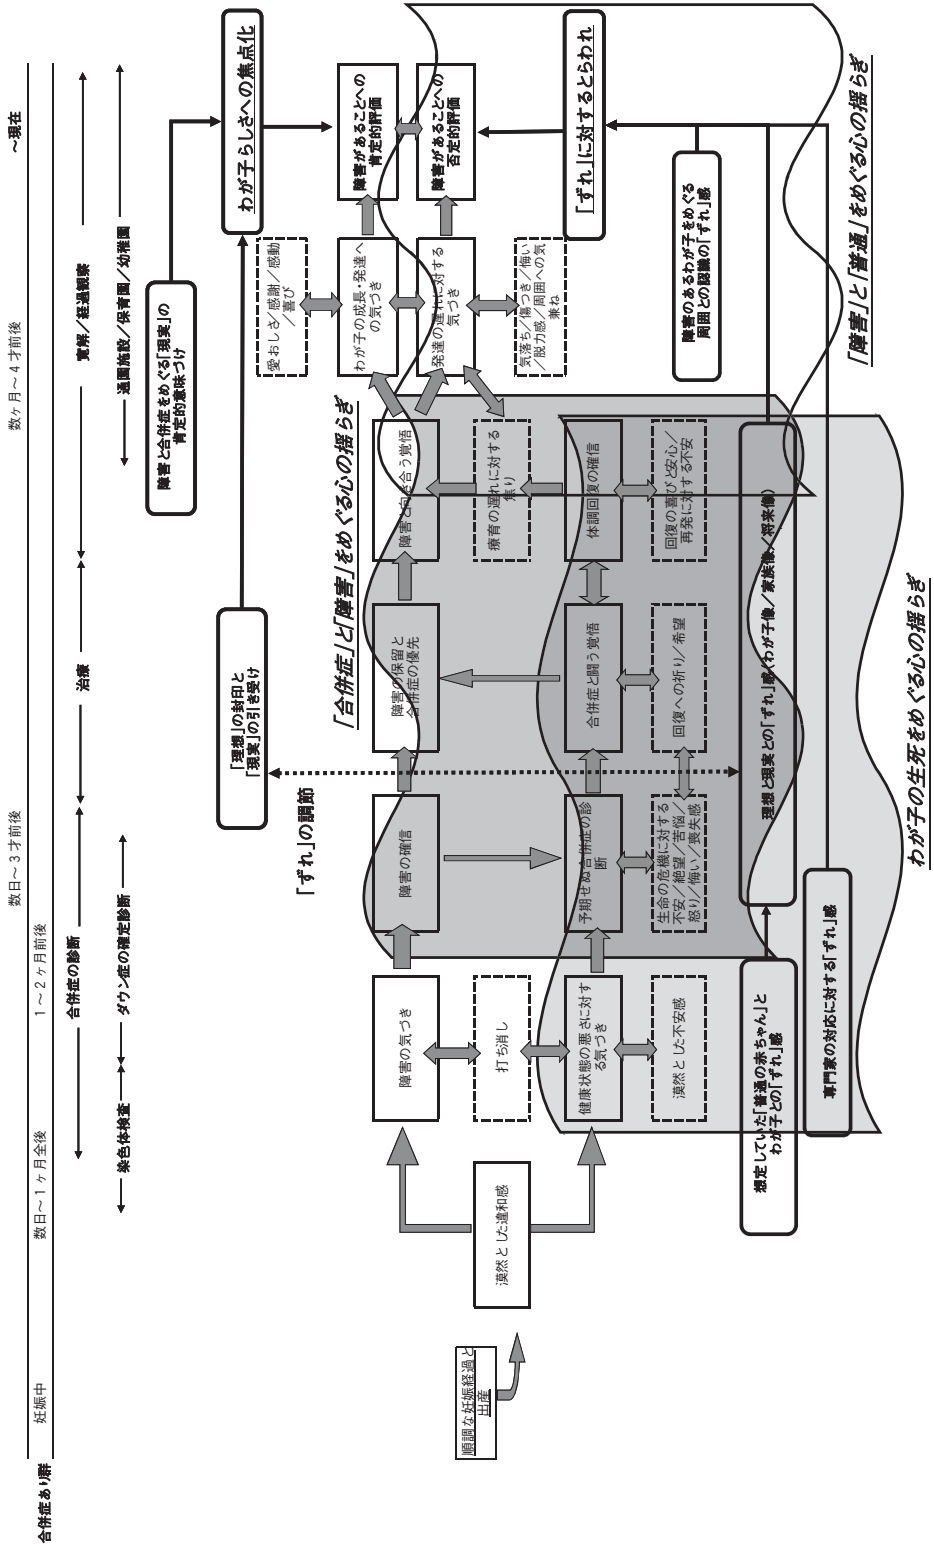 合併症あり群
妊娠中
数日～1ヶ月全後
1～2ヶ月前後
数日～3才前後
数ヶ月～4才前後
～現在
合併症の診断
治療
寛解／経過観察
染色体検査
ダウン症の確定診断
通園施設／保育園／幼稚園
障害と合併症をめぐる「現実」の
肯定的意味づけ
「理想」の封印と
「現実」の引き受け
わが子らしさへの焦点化
「ずれ」の調節
「合併症」と「障害」をめぐる心の揺らぎ
順調な妊娠経過と
出産
漠然とした違和感
障害の気づき
打ち消し
健康状態の悪さに対す
る気づき
漠然とした不安感
障害の確信
予期せぬ合併症の診
断
生命の危機に対する
不安／絶望／苦悩／
怒り／悔い／喪失感
障害の保留と
合併症の優先
合併症と闘う覚悟
回復への祈り／希望
障害と向き合う覚悟
療育の遅れに対する
焦り
体調回復の確信
回復の喜びと安心／
再発に対する不安
愛おしさ／感謝／感動
／喜び
わが子の成長・発達へ
の気づき
発達の遅れに対する
気づき
気落ち／傷つき／悔い
／脱力感／周囲への気
兼ね
障害があることへの
肯定的評価
障害があることへの
否定的評価
「ずれ」に対するとらわれ
障害のあるわが子をめぐる
周囲との認識の「ずれ」感
理想と現実との「ずれ」感（わが子像／家族像／将来像）
想定していた「普通の赤ちゃん」と
わが子との「ずれ」感
専門家の対応に対する「ずれ」感
「障害」と「普通」をめぐる心の揺らぎ
わが子の生死をめぐる心の揺らぎ